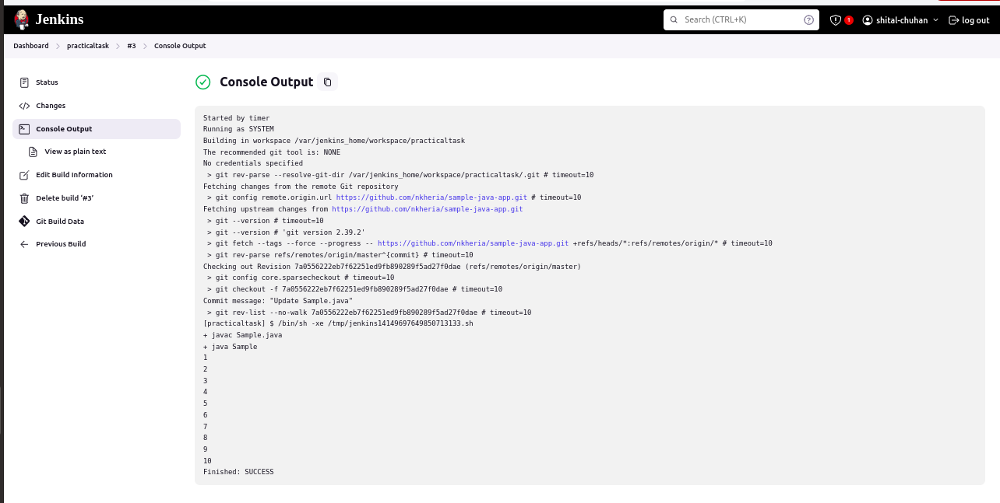 Jenkins
Search (CTRL+K)
1
shital-chuhan
log out
Dashboard
practicaltask
#3
Console Output
Status
Changes
Console Output
View as plain text
Edit Build Information
Delete build '#3'
Git Build Data
Previous Build
Console Output
Started by timer
Running as SYSTEM
Building in workspace /var/jenkins_home/workspace/practicaltask
The recommended git tool is: NONE
No credentials specified
> git rev-parse --resolve-git-dir /var/jenkins_home/workspace/practicaltask/.git # timeout=10
Fetching changes from the remote Git repository
> git config remote.origin.url https://github.com/nkheria/sample-java-app.git # timeout=10
Fetching upstream changes from https://github.com/nkheria/sample-java-app.git
> git --version # timeout=10
> git --version # 'git version 2.39.2'
> git fetch --tags --force --progress -- https://github.com/nkheria/sample-java-app.git +refs/heads/*:refs/remotes/origin/* # timeout=10
> git rev-parse refs/remotes/origin/master^{commit} # timeout=10
Checking out Revision 7a0556222eb7f62251ed9fb890289f5ad27f0dae (refs/remotes/origin/master)
> git config core.sparsecheckout # timeout=10
> git checkout -f 7a0556222eb7f62251ed9fb890289f5ad27f0dae # timeout=10
Commit message: "Update Sample.java"
> git rev-list --no-walk 7a0556222eb7f62251ed9fb890289f5ad27f0dae # timeout=10
[practicaltask] $ /bin/sh -xe /tmp/jenkins14149697649850713133.sh
+ javac Sample.java
+ java Sample
1
2
3
4
5
6
7
8
9
10
Finished: SUCCESS